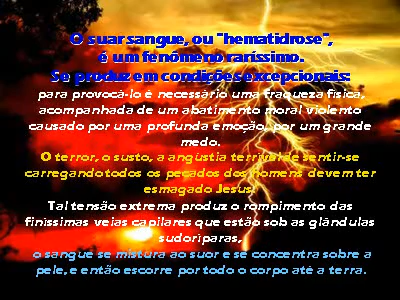 O suar sangue, ou "hematidrose",
é um fenómeno raríssimo.
Se produz em condições excepcionais:
para provocá-lo é necessário uma fraqueza física,
acompanhada de um abatimento moral violento
causado por uma profunda emoção, por um grande
medo.
O terror, o susto, a angústia terrível de sentir-se
carregando todos os pecados dos homens devem ter
esmagado Jesus!
Tal tensão extrema produz o rompimento das
finíssimas veias capilares que estão sob as glândulas
sudoríparas,
o sangue se mistura ao suor e se concentra sobre a
pele, e então escorre por todo o corpo até a terra.